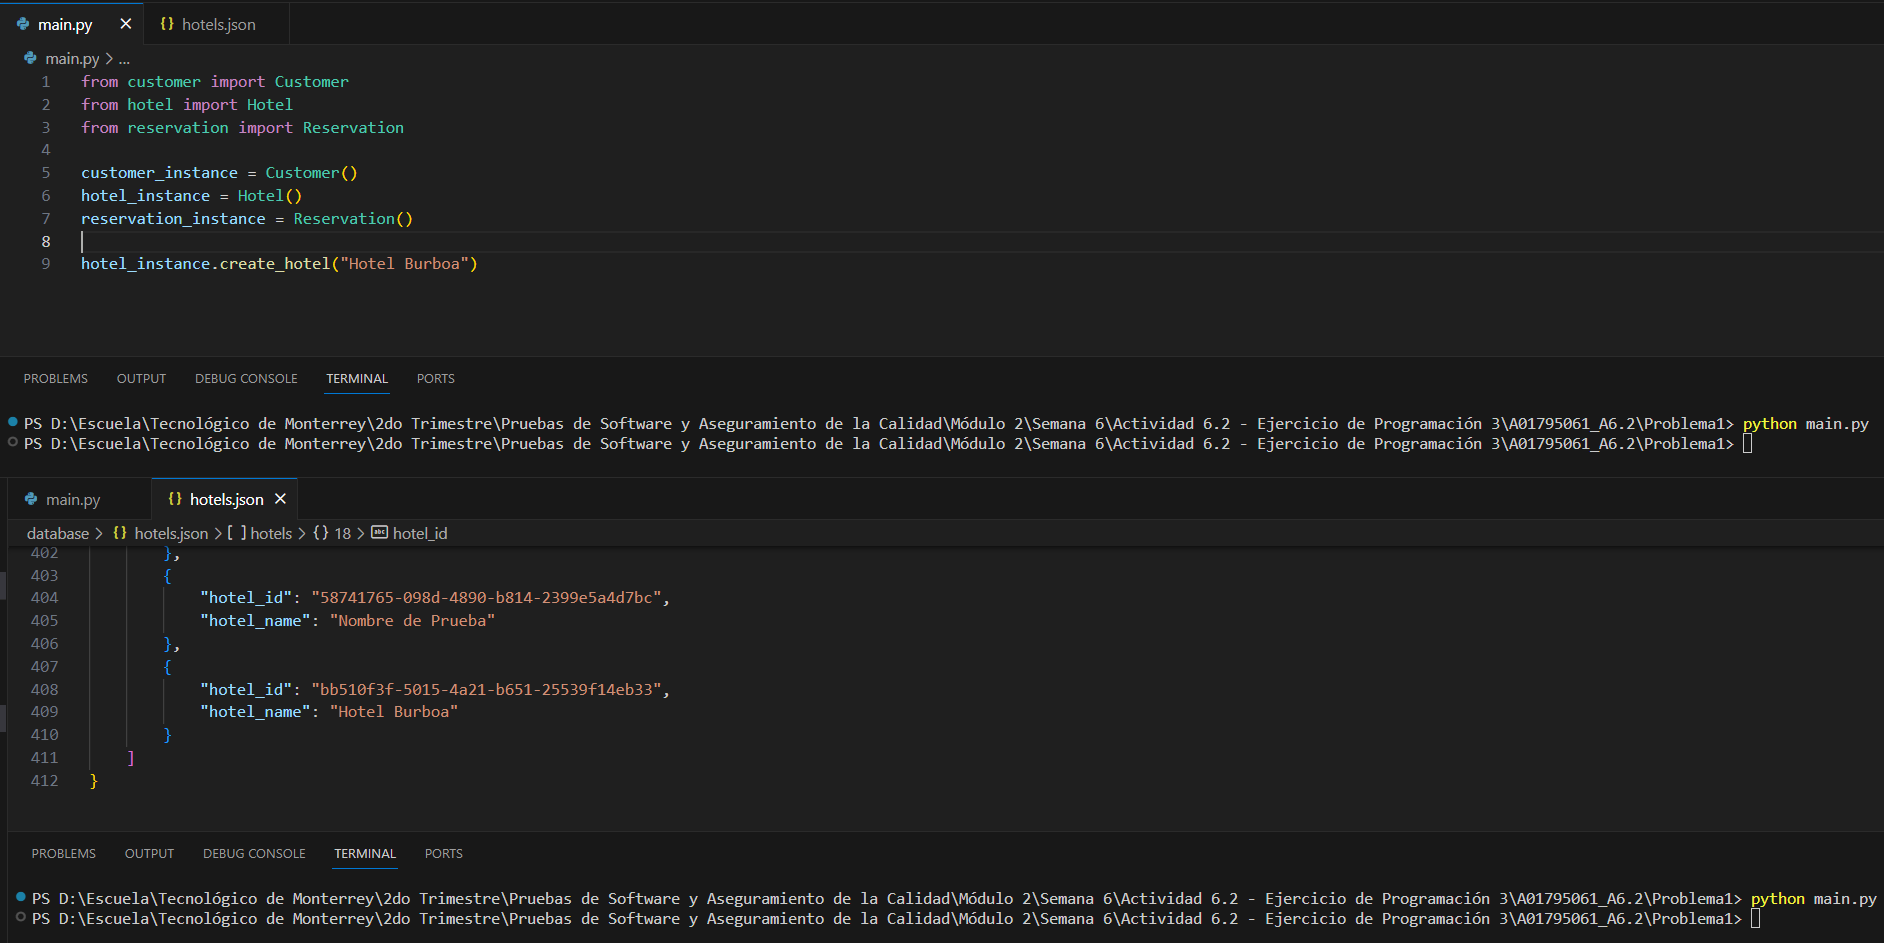 main.py × {} hotels.json
main.py > ...
1 from customer import Customer
2 from hotel import Hotel
3 from reservation import Reservation
4
5 customer_instance = Customer()
6 hotel_instance = Hotel()
7 reservation_instance = Reservation()
8
9 hotel_instance.create_hotel("Hotel Burboa")
PROBLEMS OUTPUT DEBUG CONSOLE TERMINAL PORTS
PS D:\Escuela\Tecnológico de Monterrey\2do Trimestre\Pruebas de Software y Aseguramiento de la Calidad\Módulo 2\Semana 6\Actividad 6.2 - Ejercicio de Programación 3\A01795061_A6.2\Problema1> python main.py
PS D:\Escuela\Tecnológico de Monterrey\2do Trimestre\Pruebas de Software y Aseguramiento de la Calidad\Módulo 2\Semana 6\Actividad 6.2 - Ejercicio de Programación 3\A01795061_A6.2\Problema1>
main.py {} hotels.json ×
database > {} hotels.json > [ ] hotels > {} 18 > abc hotel_id
402 },
403 {
404 "hotel_id": "58741765-098d-4890-b814-2399e5a4d7bc",
405 "hotel_name": "Nombre de Prueba"
406 },
407 {
408 "hotel_id": "bb510f3f-5015-4a21-b651-25539f14eb33",
409 "hotel_name": "Hotel Burboa"
410 }
411 ]
412 }
PROBLEMS OUTPUT DEBUG CONSOLE TERMINAL PORTS
PS D:\Escuela\Tecnológico de Monterrey\2do Trimestre\Pruebas de Software y Aseguramiento de la Calidad\Módulo 2\Semana 6\Actividad 6.2 - Ejercicio de Programación 3\A01795061_A6.2\Problema1> python main.py
PS D:\Escuela\Tecnológico de Monterrey\2do Trimestre\Pruebas de Software y Aseguramiento de la Calidad\Módulo 2\Semana 6\Actividad 6.2 - Ejercicio de Programación 3\A01795061_A6.2\Problema1>